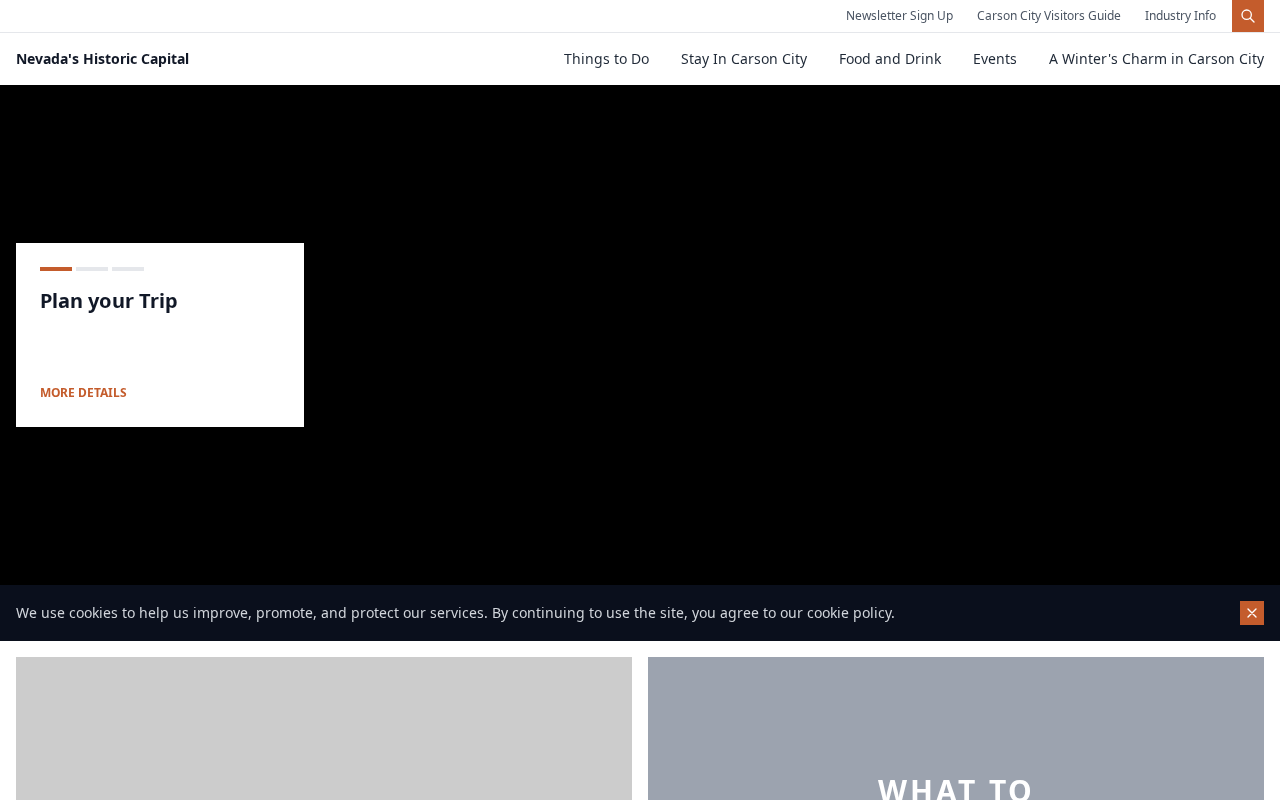 Newsletter Sign Up
Carson City Visitors Guide
Industry Info
Nevada's Historic Capital
Things to Do
Stay In Carson City
Food and Drink
Events
A Winter's Charm in Carson City
Plan your Trip
MORE DETAILS
We use cookies to help us improve, promote, and protect our services. By continuing to use the site, you agree to our cookie policy.
WHAT TO